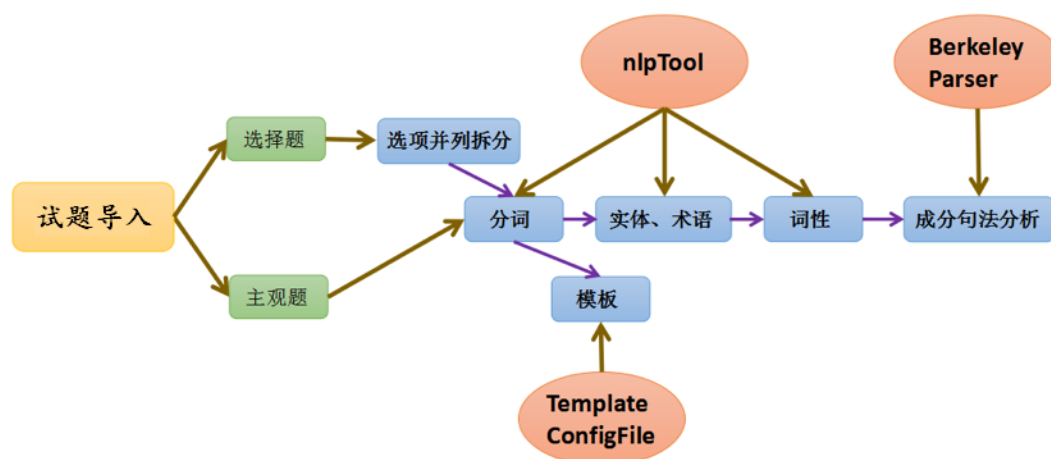 nlpTool
Berkeley
Parser
选择题
选项并列拆分
试题导入
分词
实体、术语
词性
成分句法分析
主观题
模板
Template
ConfigFile